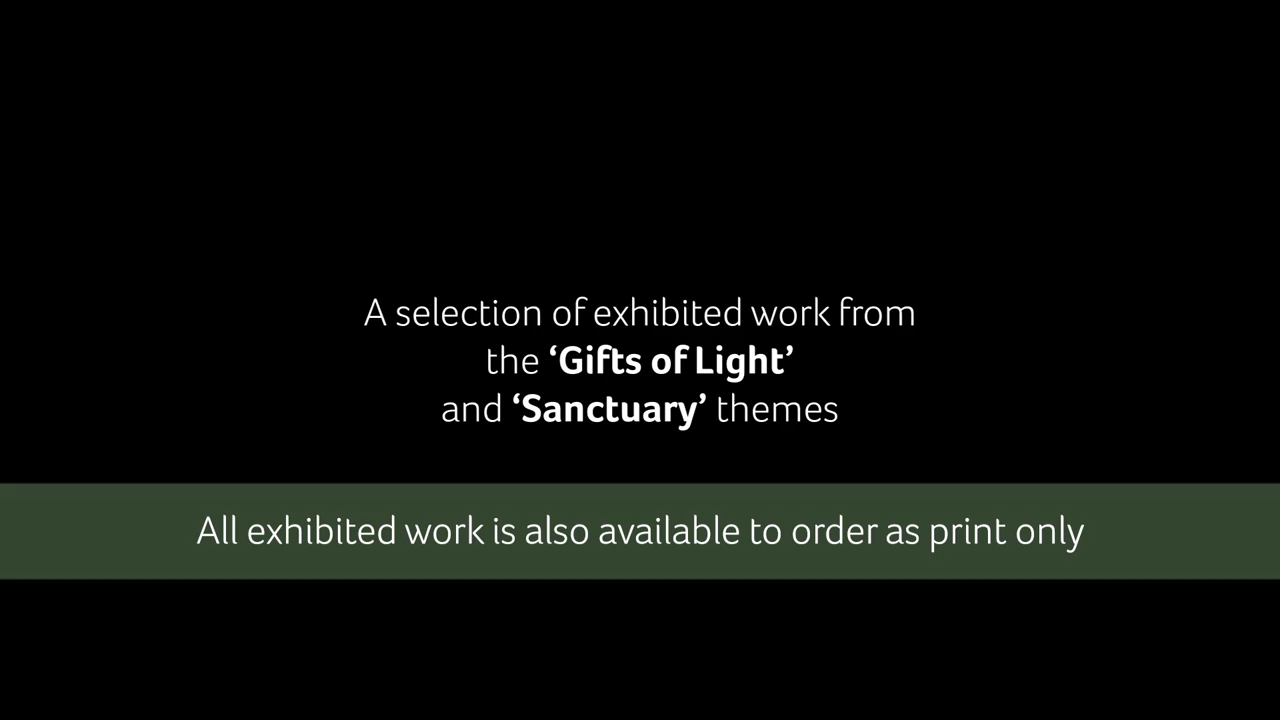 A selection of exhibited work from
the ‘Gifts of Light’
and ‘Sanctuary’ themes
All exhibited work is also available to order as print only